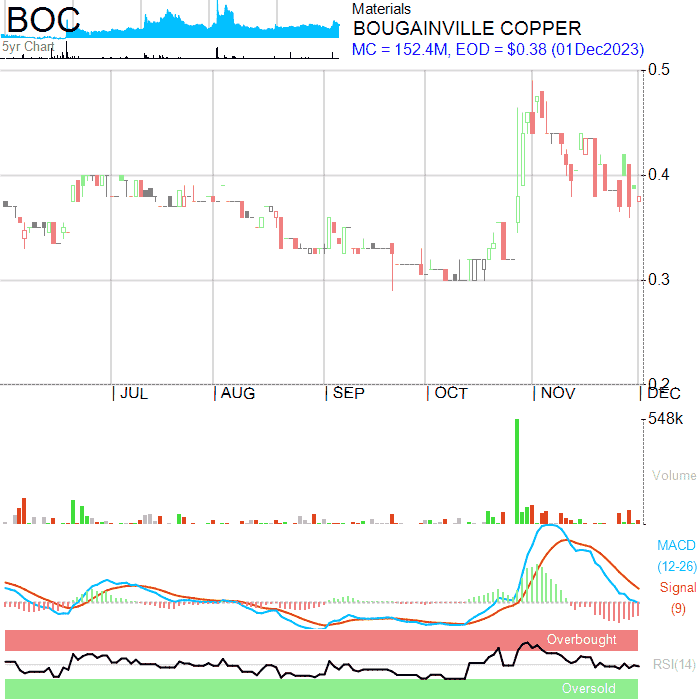 BOC
5yr Chart
Materials
BOUGAINVILLE COPPER
MC = 152.4M, EOD = $0.38 (01Dec2023)
0.5
0.4
0.3
0.2
JUL
AUG
SEP
OCT
NOV
DEC
548k
Volume
MACD
(12-26)
Signal
(9)
Overbought
RSI(14)
Oversold